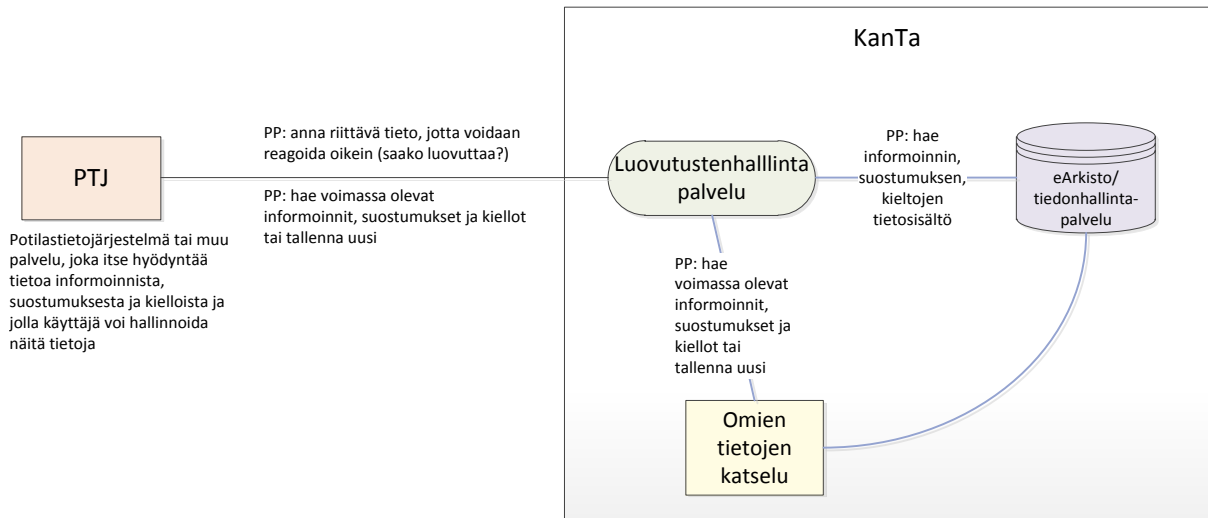 KanTa
PP: anna riittävä tieto, jotta voidaan
reagoida oikein (saako luovuttaa?)
PTJ
PP: hae voimassa olevat
informoinnit, suostumukset ja kiellot
tai tallenna uusi
Potilastietojärjestelmä tai muu
palvelu, joka itse hyödyntää
tietoa informoinnista,
suostumuksesta ja kielloista ja
jolla käyttäjä voi hallinnoida
näitä tietoja
Luovutustenhalllinta
palvelu
PP: hae
informoinnin,
suostumuksen,
kieltojen
tietosisältö
eArkisto/
tiedonhallinta-
palvelu
PP: hae
voimassa olevat
informoinnit,
suostumukset ja
kiellot tai
tallenna uusi
Omien
tietojen
katselu